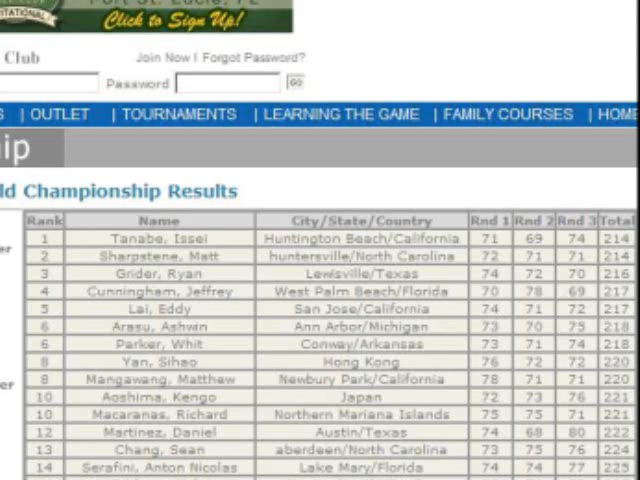 ITATIONAL
Port St. Lucie, FL
Click to Sign Up!
Club
Join Now | Forgot Password?
Password
GO
S | OUTLET | TOURNAMENTS | LEARNING THE GAME | FAMILY COURSES | HOME
ip
ld Championship Results
Rank Name City/State/Country Rnd 1 Rnd 2 Rnd 3 Total
1 Tanabe, Issei Huntington Beach/California 71 69 74 214
er
2 Sharpstene, Matt huntersville/North Carolina 72 71 71 214
3 Grider, Ryan Lewisville/Texas 74 72 70 216
4 Cunningham, Jeffrey West Palm Beach/Florida 70 78 69 217
5 Lai, Eddy San Jose/California 74 71 72 217
6 Arasu, Ashwin Ann Arbor/Michigan 73 70 75 218
6 Parker, Whit Conway/Arkansas 73 71 74 218
8 Yan, Sihao Hong Kong 76 72 72 220
8 Mangawang, Matthew Newbury Park/California 78 71 71 220
er
10 Aoshima, Kengo Japan 72 73 76 221
10 Macaranas, Richard Northern Mariana Islands 75 75 71 221
12 Martinez, Daniel Austin/Texas 74 68 80 222
13 Chang, Sean aberdeen/North Carolina 73 75 76 224
14 Serafini, Anton Nicolas Lake Mary/Florida 74 74 77 225